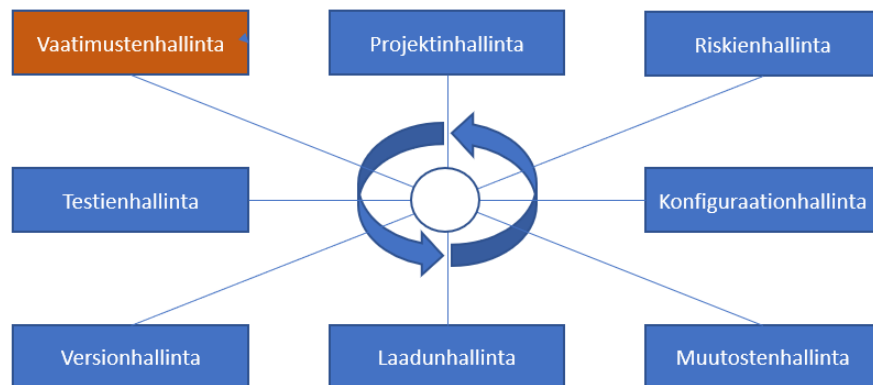 Vaatimustenhallinta
Projektinhallinta
Riskienhallinta
Testienhallinta
Konfiguraationhallinta
Versionhallinta
Laadunhallinta
Muutostenhallinta